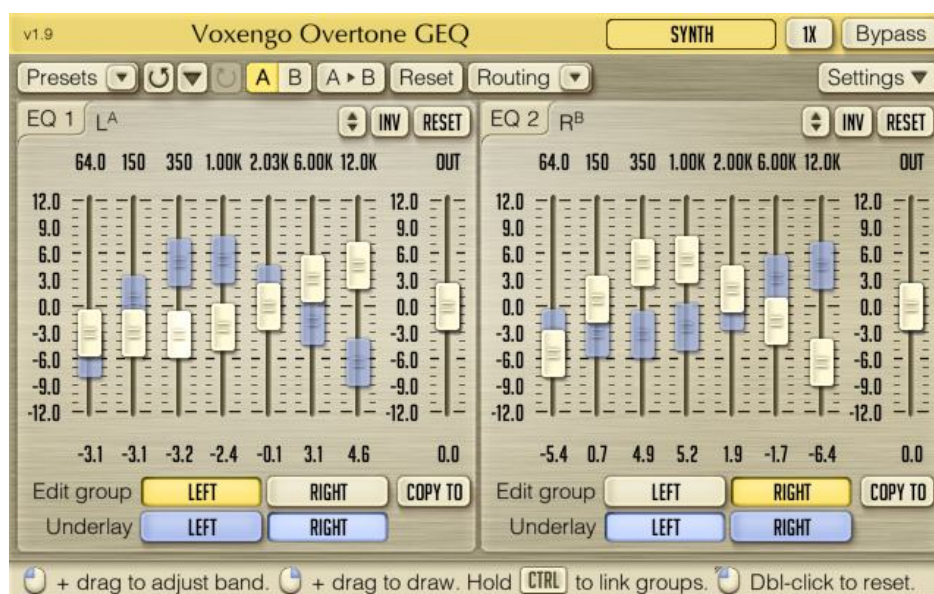 v1.9 Voxengo Overtone GEQ SYNTH 1X Bypass
Presets A B A ▸ B Reset Routing Settings
EQ 1 L^A INV RESET EQ 2 R^B INV RESET
64.0 150 350 1.00K 2.03K 6.00K 12.0K OUT 64.0 150 350 1.00K 2.00K 6.00K 12.0K OUT
12.0 12.0 12.0 12.0
9.0 9.0 9.0 9.0
6.0 6.0 6.0 6.0
3.0 3.0 3.0 3.0
0.0 0.0 0.0 0.0
-3.0 -3.0 -3.0 -3.0
-6.0 -6.0 -6.0 -6.0
-9.0 -9.0 -9.0 -9.0
-12.0 -12.0 -12.0 -12.0
-3.1 -3.1 -3.2 -2.4 -0.1 3.1 4.6 0.0 -5.4 0.7 4.9 5.2 1.9 -1.7 -6.4 0.0
Edit group LEFT RIGHT COPY TO Edit group LEFT RIGHT COPY TO
Underlay LEFT RIGHT Underlay LEFT RIGHT
+ drag to adjust band. + drag to draw. Hold CTRL to link groups. Dbl-click to reset.